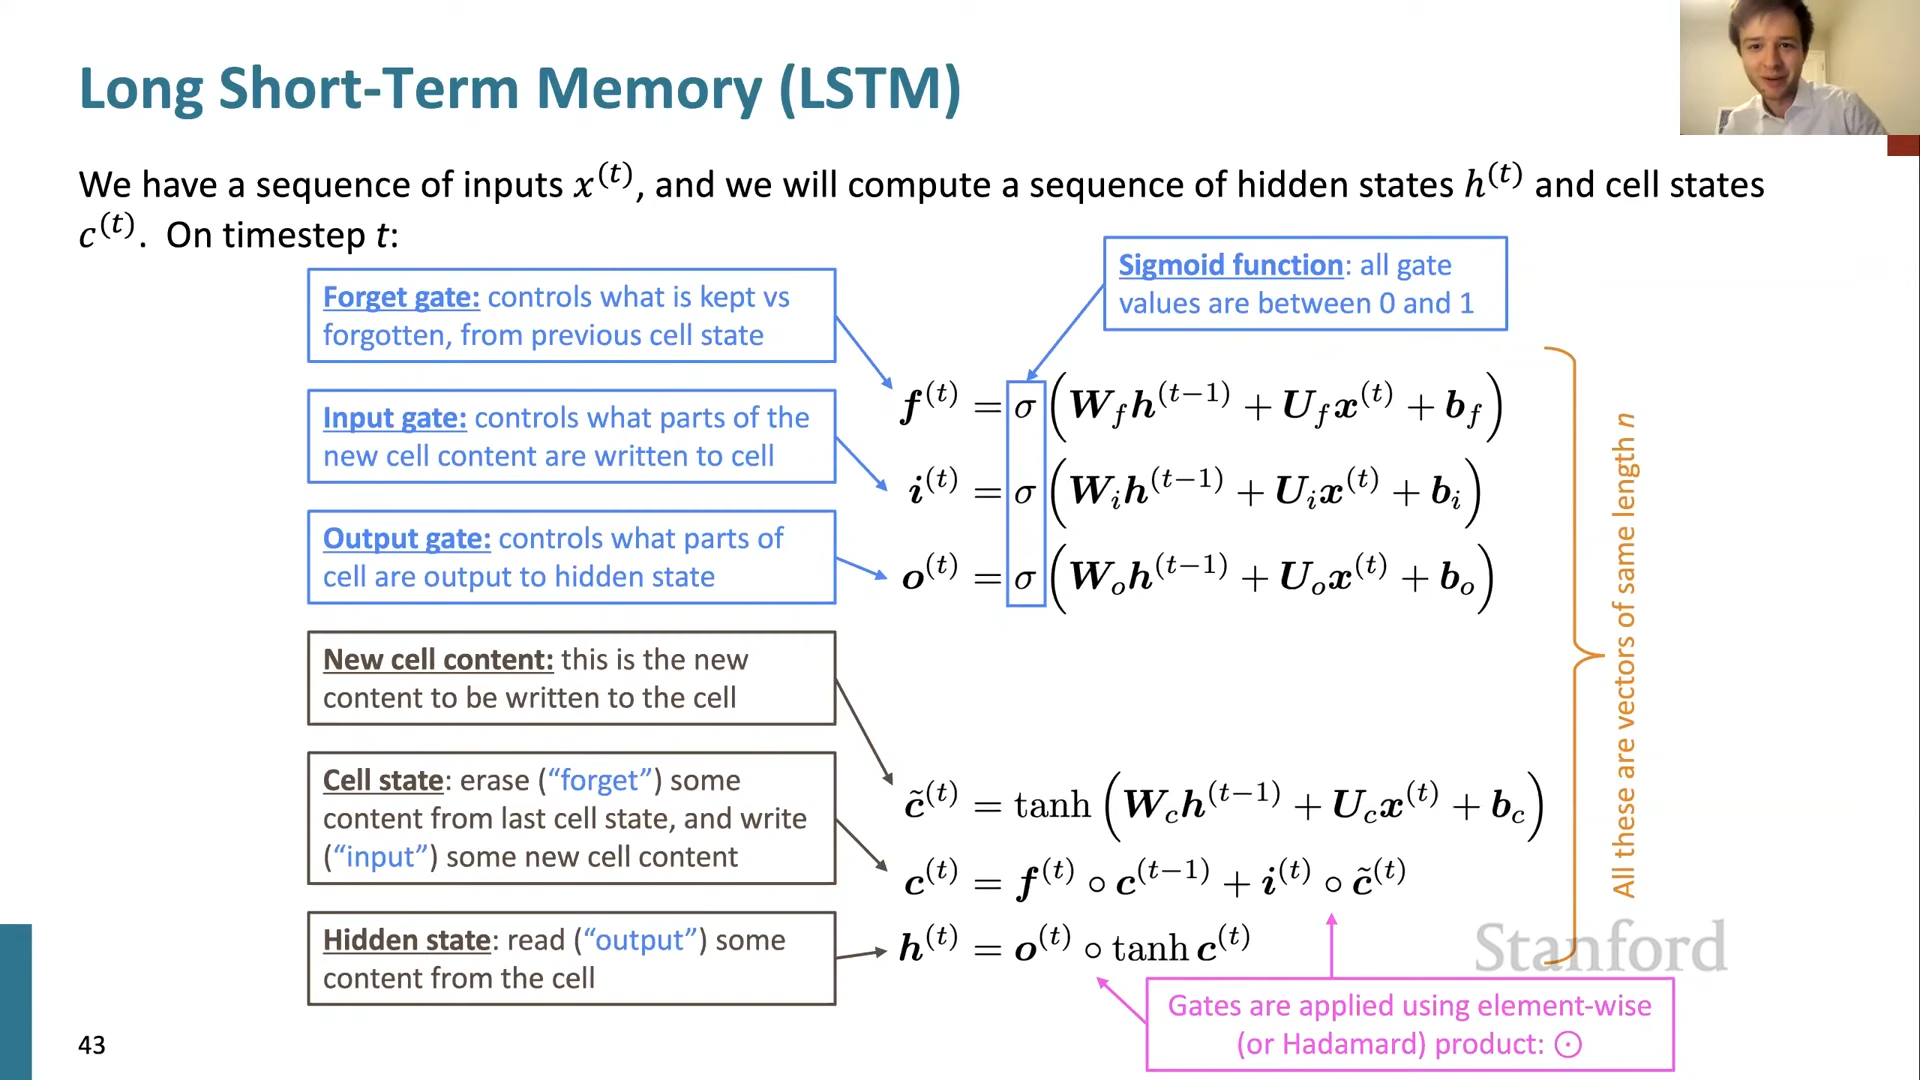 Long Short-Term Memory (LSTM)
We have a sequence of inputs x⁽ᵗ⁾, and we will compute a sequence of hidden states h⁽ᵗ⁾ and cell states
c⁽ᵗ⁾. On timestep t:
Sigmoid function: all gate
values are between 0 and 1
Forget gate: controls what is kept vs
forgotten, from previous cell state
f^(t) = σ(W_f h^(t−1) + U_f x^(t) + b_f)
Input gate: controls what parts of the
new cell content are written to cell
i^(t) = σ(W_i h^(t−1) + U_i x^(t) + b_i)
Output gate: controls what parts of
cell are output to hidden state
o^(t) = σ(W_o h^(t−1) + U_o x^(t) + b_o)
New cell content: this is the new
content to be written to the cell
c̃^(t) = tanh(W_c h^(t−1) + U_c x^(t) + b_c)
Cell state: erase (“forget”) some
content from last cell state, and write
(“input”) some new cell content
c^(t) = f^(t) ∘ c^(t−1) + i^(t) ∘ c̃^(t)
Hidden state: read (“output”) some
content from the cell
h^(t) = o^(t) ∘ tanh c^(t)
All these are vectors of same length n
Stanford
Gates are applied using element-wise
(or Hadamard) product: ⊙
43